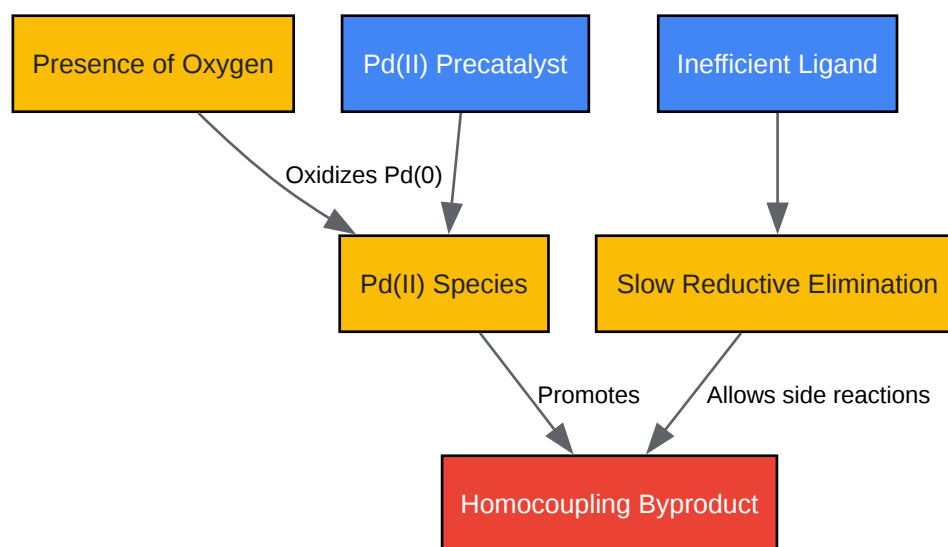 Presence of Oxygen
Pd(II) Precatalyst
Inefficient Ligand
Oxidizes Pd(0)
Pd(II) Species
Slow Reductive Elimination
Promotes
Allows side reactions
Homocoupling Byproduct